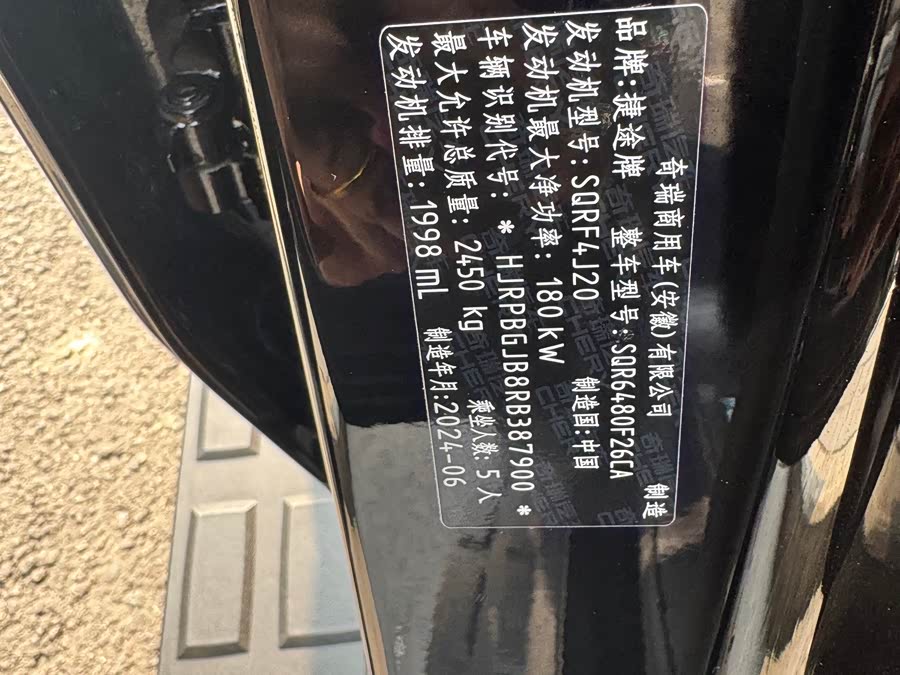 奇瑞商用车(安徽)有限公司 制造
品牌:捷途牌 整车型号:SQR6480F26CA
发动机型号:SQRF4J20 制造国:中国
发动机最大净功率:180kW
车辆识别代号:*HJRPBGJB8RB387900*
最大允许总质量:2450 kg 乘坐人数:5人
发动机排量:1998 mL 制造年月:2024-06